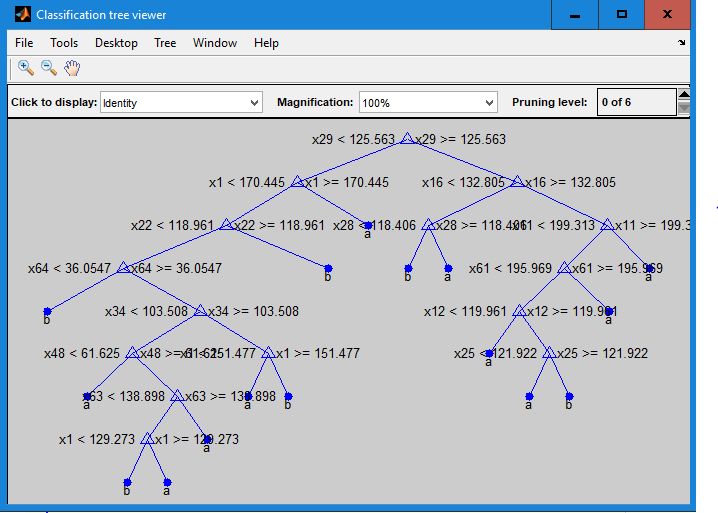 Classification tree viewer
File Tools Desktop Tree Window Help
Click to display: Identity Magnification: 100% Pruning level: 0 of 6
x29 < 125.563 x29 >= 125.563
x1 < 170.445 x1 >= 170.445 x16 < 132.805 x16 >= 132.805
x22 < 118.961 x22 >= 118.961 x28 < 118.406 x28 >= 118.406 x11 < 199.313 x11 >= 199.3
a
x64 < 36.0547 x64 >= 36.0547 x61 < 195.969 x61 >= 195.969
b b a a
x34 < 103.508 x34 >= 103.508 x12 < 119.961 x12 >= 119.961
b a
x48 < 61.625 x48 >= 61.625 x1 < 151.477 x1 >= 151.477 x25 < 121.922 x25 >= 121.922
a
x63 < 138.898 x63 >= 138.898
a a b a b
x1 < 129.273 x1 >= 129.273
a
b a